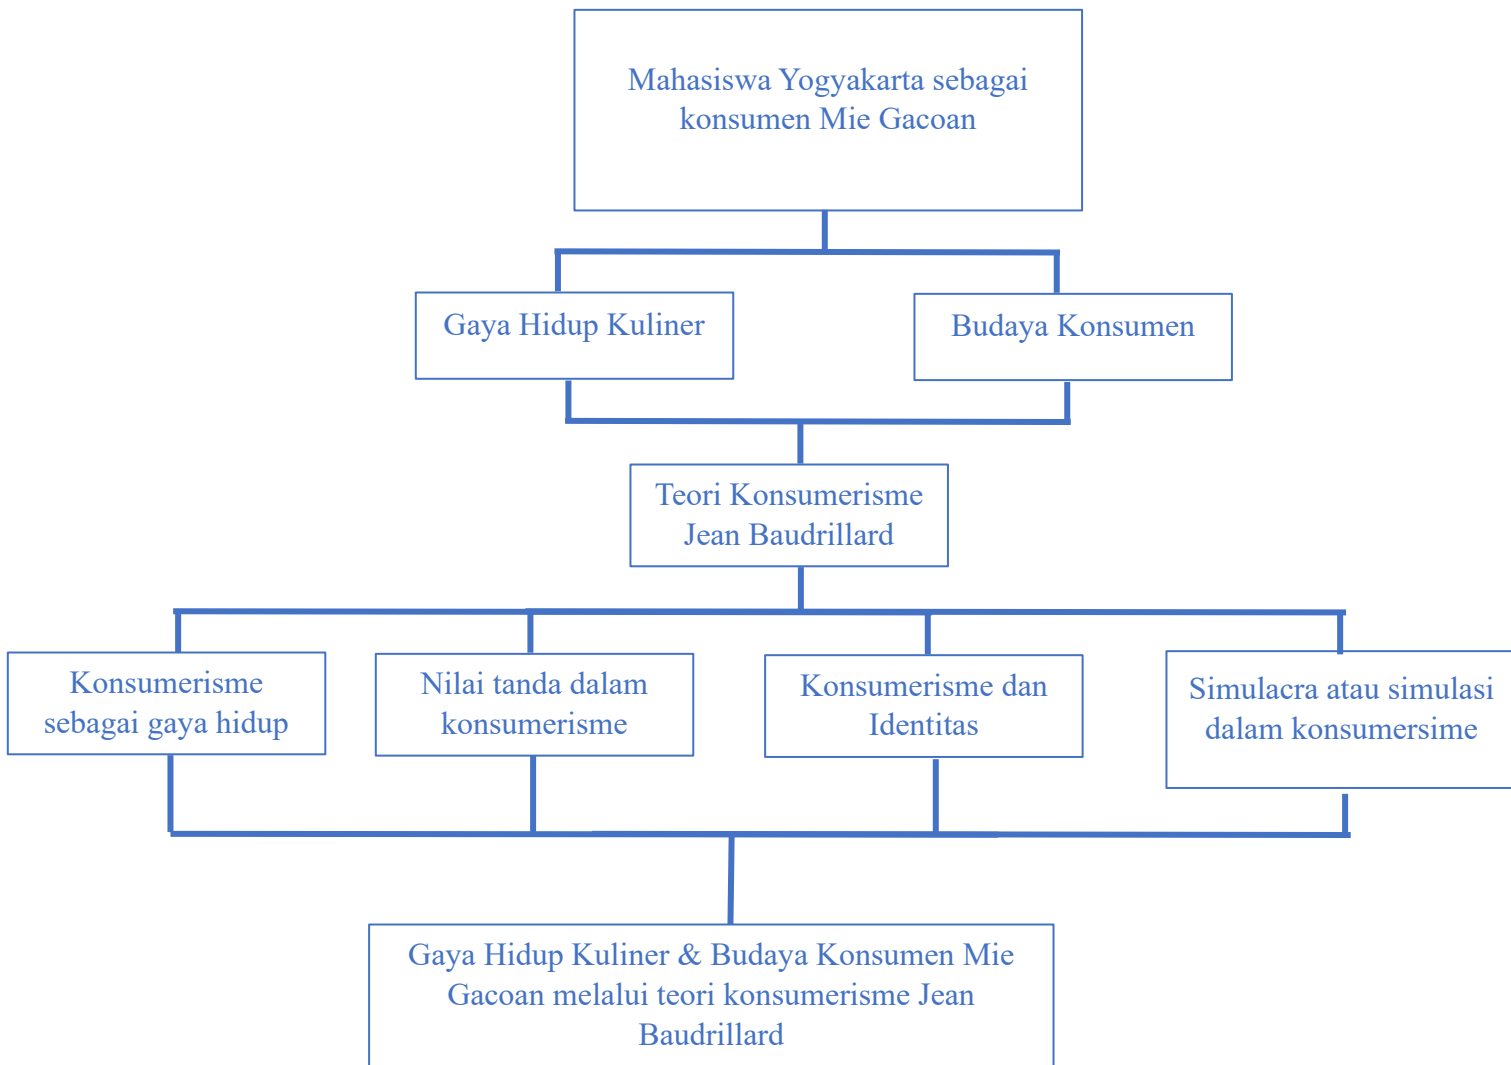 Mahasiswa Yogyakarta sebagai
konsumen Mie Gacoan
Gaya Hidup Kuliner
Budaya Konsumen
Teori Konsumerisme
Jean Baudrillard
Konsumerisme
sebagai gaya hidup
Nilai tanda dalam
konsumerisme
Konsumerisme dan
Identitas
Simulacra atau simulasi
dalam konsumersime
Gaya Hidup Kuliner & Budaya Konsumen Mie
Gacoan melalui teori konsumerisme Jean
Baudrillard